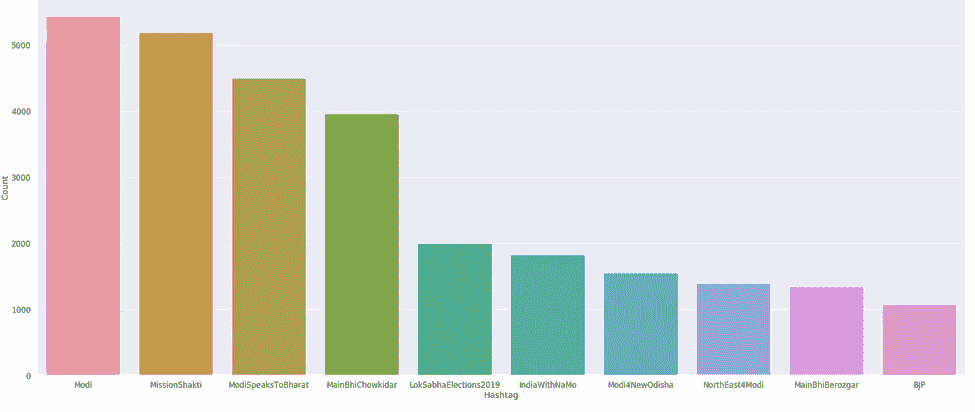 5000
4000
3000
2000
1000
0
Count
Modi MissionShakti ModiSpeaksToBharat MainBhiChowkidar LokSabhaElections2019 IndiaWithNaMo Modi4NewOdisha NorthEast4Modi MainBhiBerozgar BJP
Hashtag